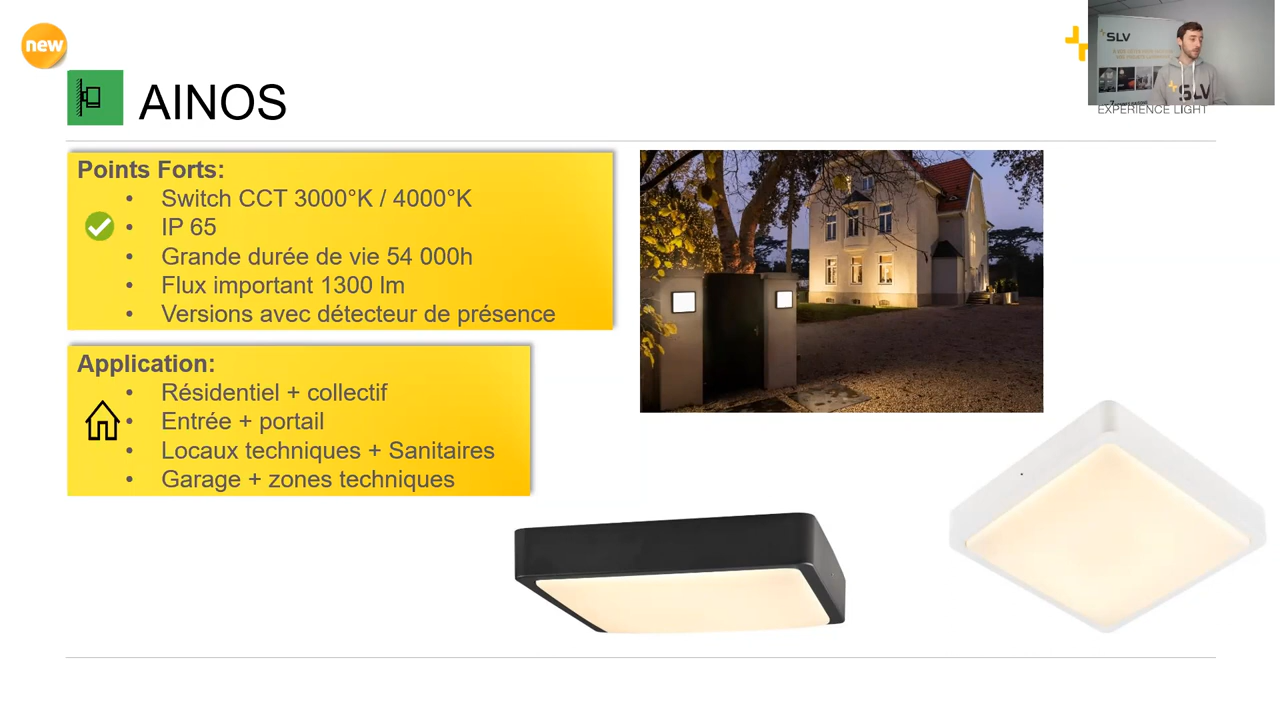 new
AINOS
SLV
SLV
EXPERIENCE LIGHT
Points Forts:
• Switch CCT 3000°K / 4000°K
• IP 65
• Grande durée de vie 54 000h
• Flux important 1300 lm
• Versions avec détecteur de présence
Application:
• Résidentiel + collectif
• Entrée + portail
• Locaux techniques + Sanitaires
• Garage + zones techniques